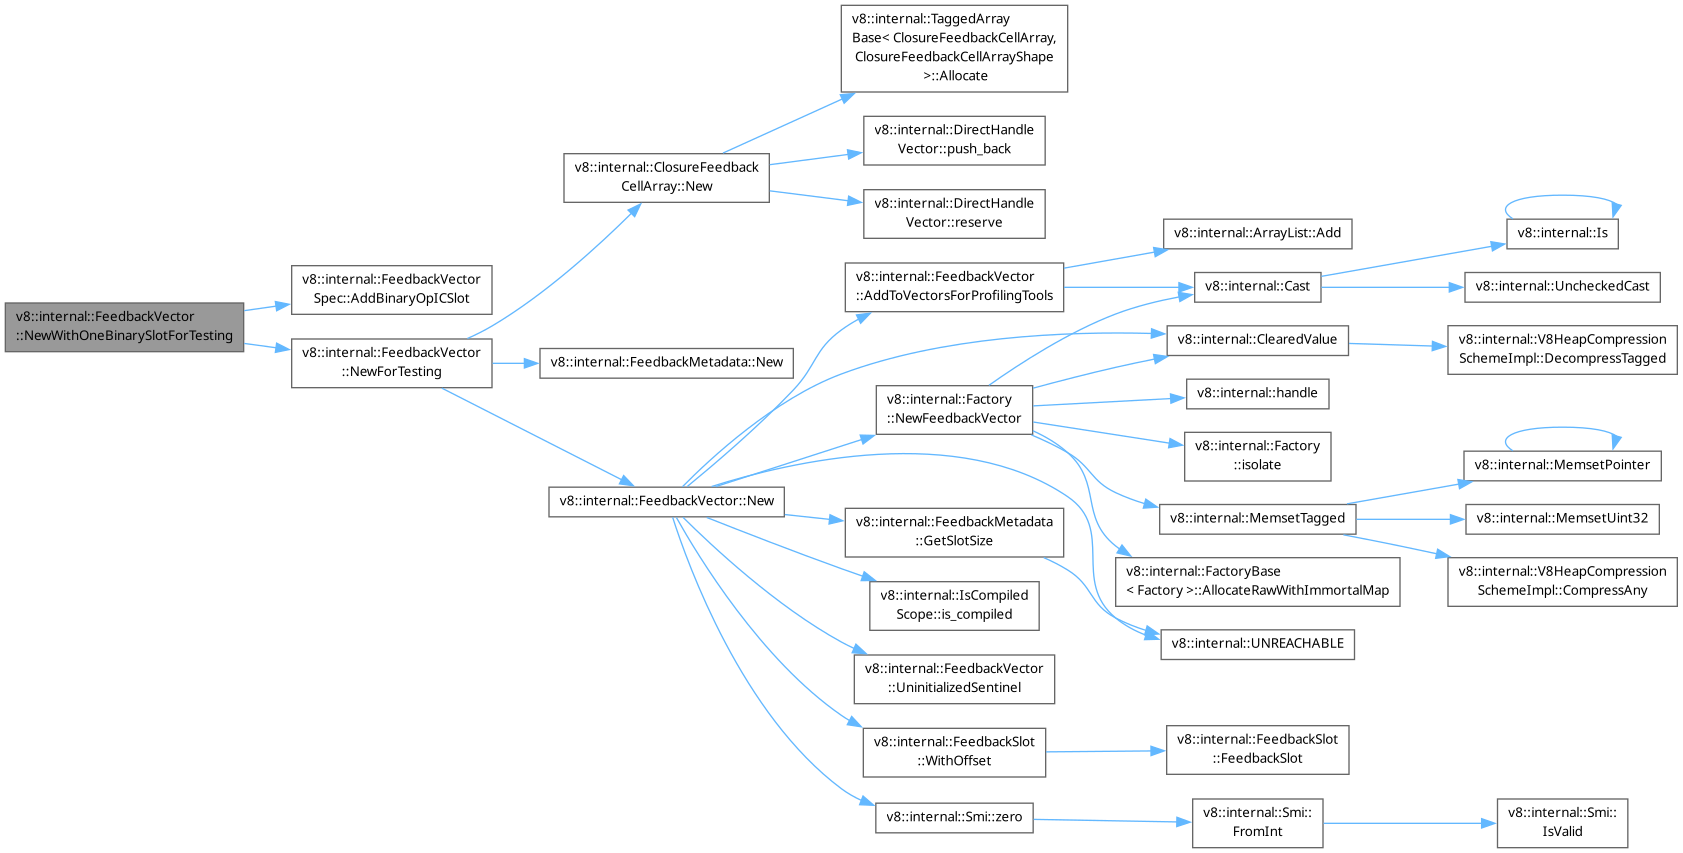 v8::internal::FeedbackVector
::NewWithOneBinarySlotForTesting
v8::internal::FeedbackVector
Spec::AddBinaryOpICSlot
v8::internal::FeedbackVector
::NewForTesting
v8::internal::ClosureFeedback
CellArray::New
v8::internal::FeedbackMetadata::New
v8::internal::FeedbackVector::New
v8::internal::TaggedArray
Base< ClosureFeedbackCellArray,
ClosureFeedbackCellArrayShape
>::Allocate
v8::internal::DirectHandle
Vector::push_back
v8::internal::DirectHandle
Vector::reserve
v8::internal::FeedbackVector
::AddToVectorsForProfilingTools
v8::internal::Factory
::NewFeedbackVector
v8::internal::FeedbackMetadata
::GetSlotSize
v8::internal::IsCompiled
Scope::is_compiled
v8::internal::FeedbackVector
::UninitializedSentinel
v8::internal::FeedbackSlot
::WithOffset
v8::internal::Smi::zero
v8::internal::ArrayList::Add
v8::internal::Cast
v8::internal::ClearedValue
v8::internal::handle
v8::internal::Factory
::isolate
v8::internal::MemsetTagged
v8::internal::FactoryBase
< Factory >::AllocateRawWithImmortalMap
v8::internal::UNREACHABLE
v8::internal::FeedbackSlot
::FeedbackSlot
v8::internal::Smi::
FromInt
v8::internal::Is
v8::internal::UncheckedCast
v8::internal::V8HeapCompression
SchemeImpl::DecompressTagged
v8::internal::MemsetPointer
v8::internal::MemsetUint32
v8::internal::V8HeapCompression
SchemeImpl::CompressAny
v8::internal::Smi::
IsValid